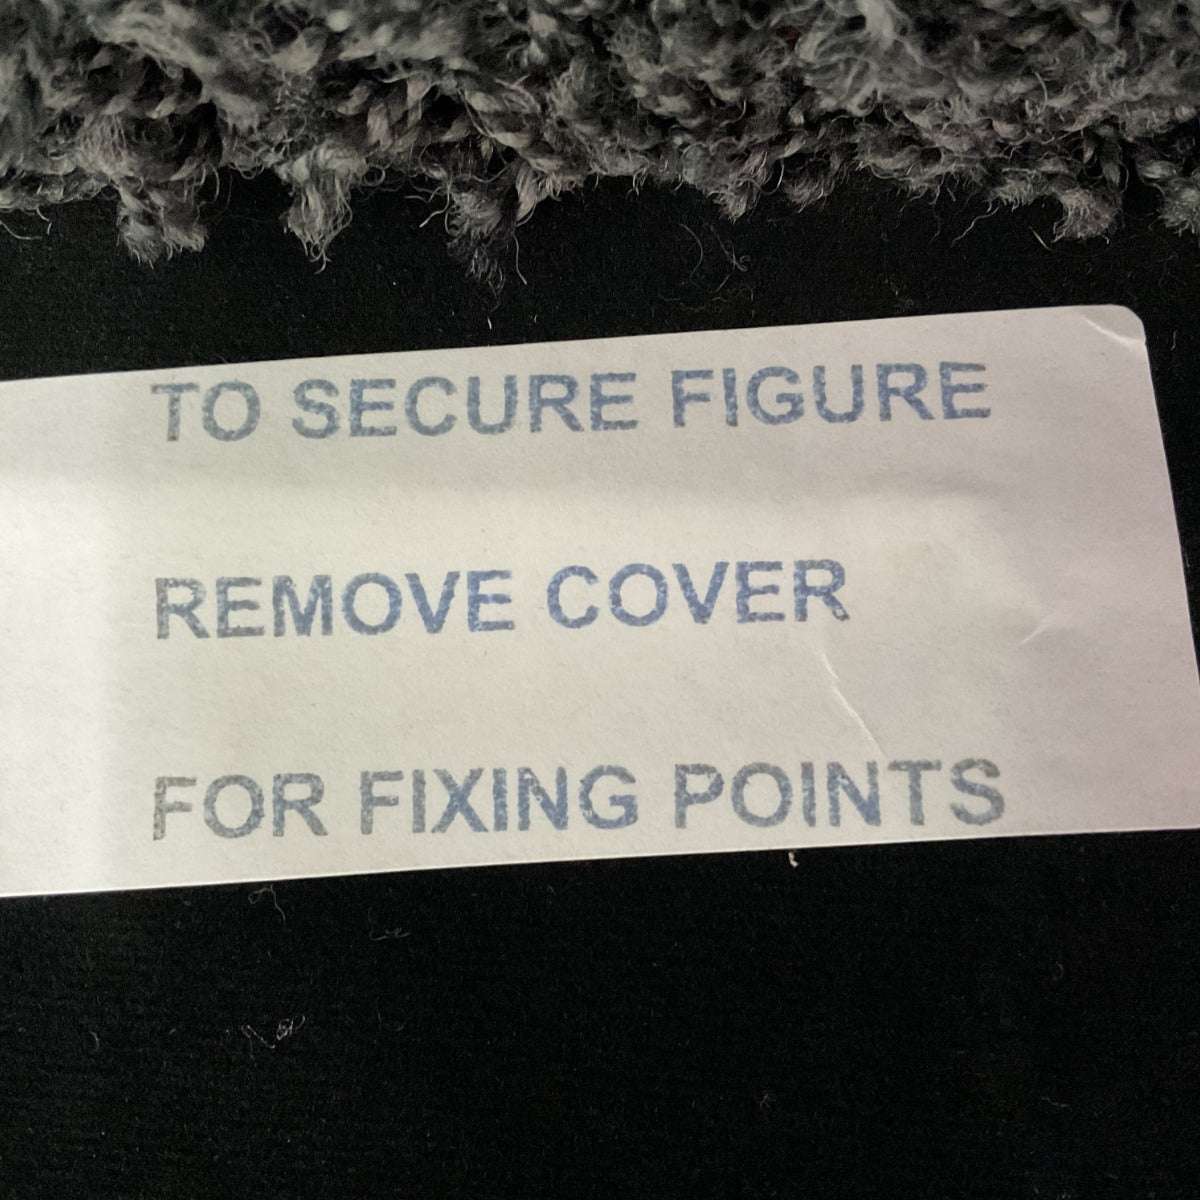 TO SECURE FIGURE
REMOVE COVER
FOR FIXING POINTS